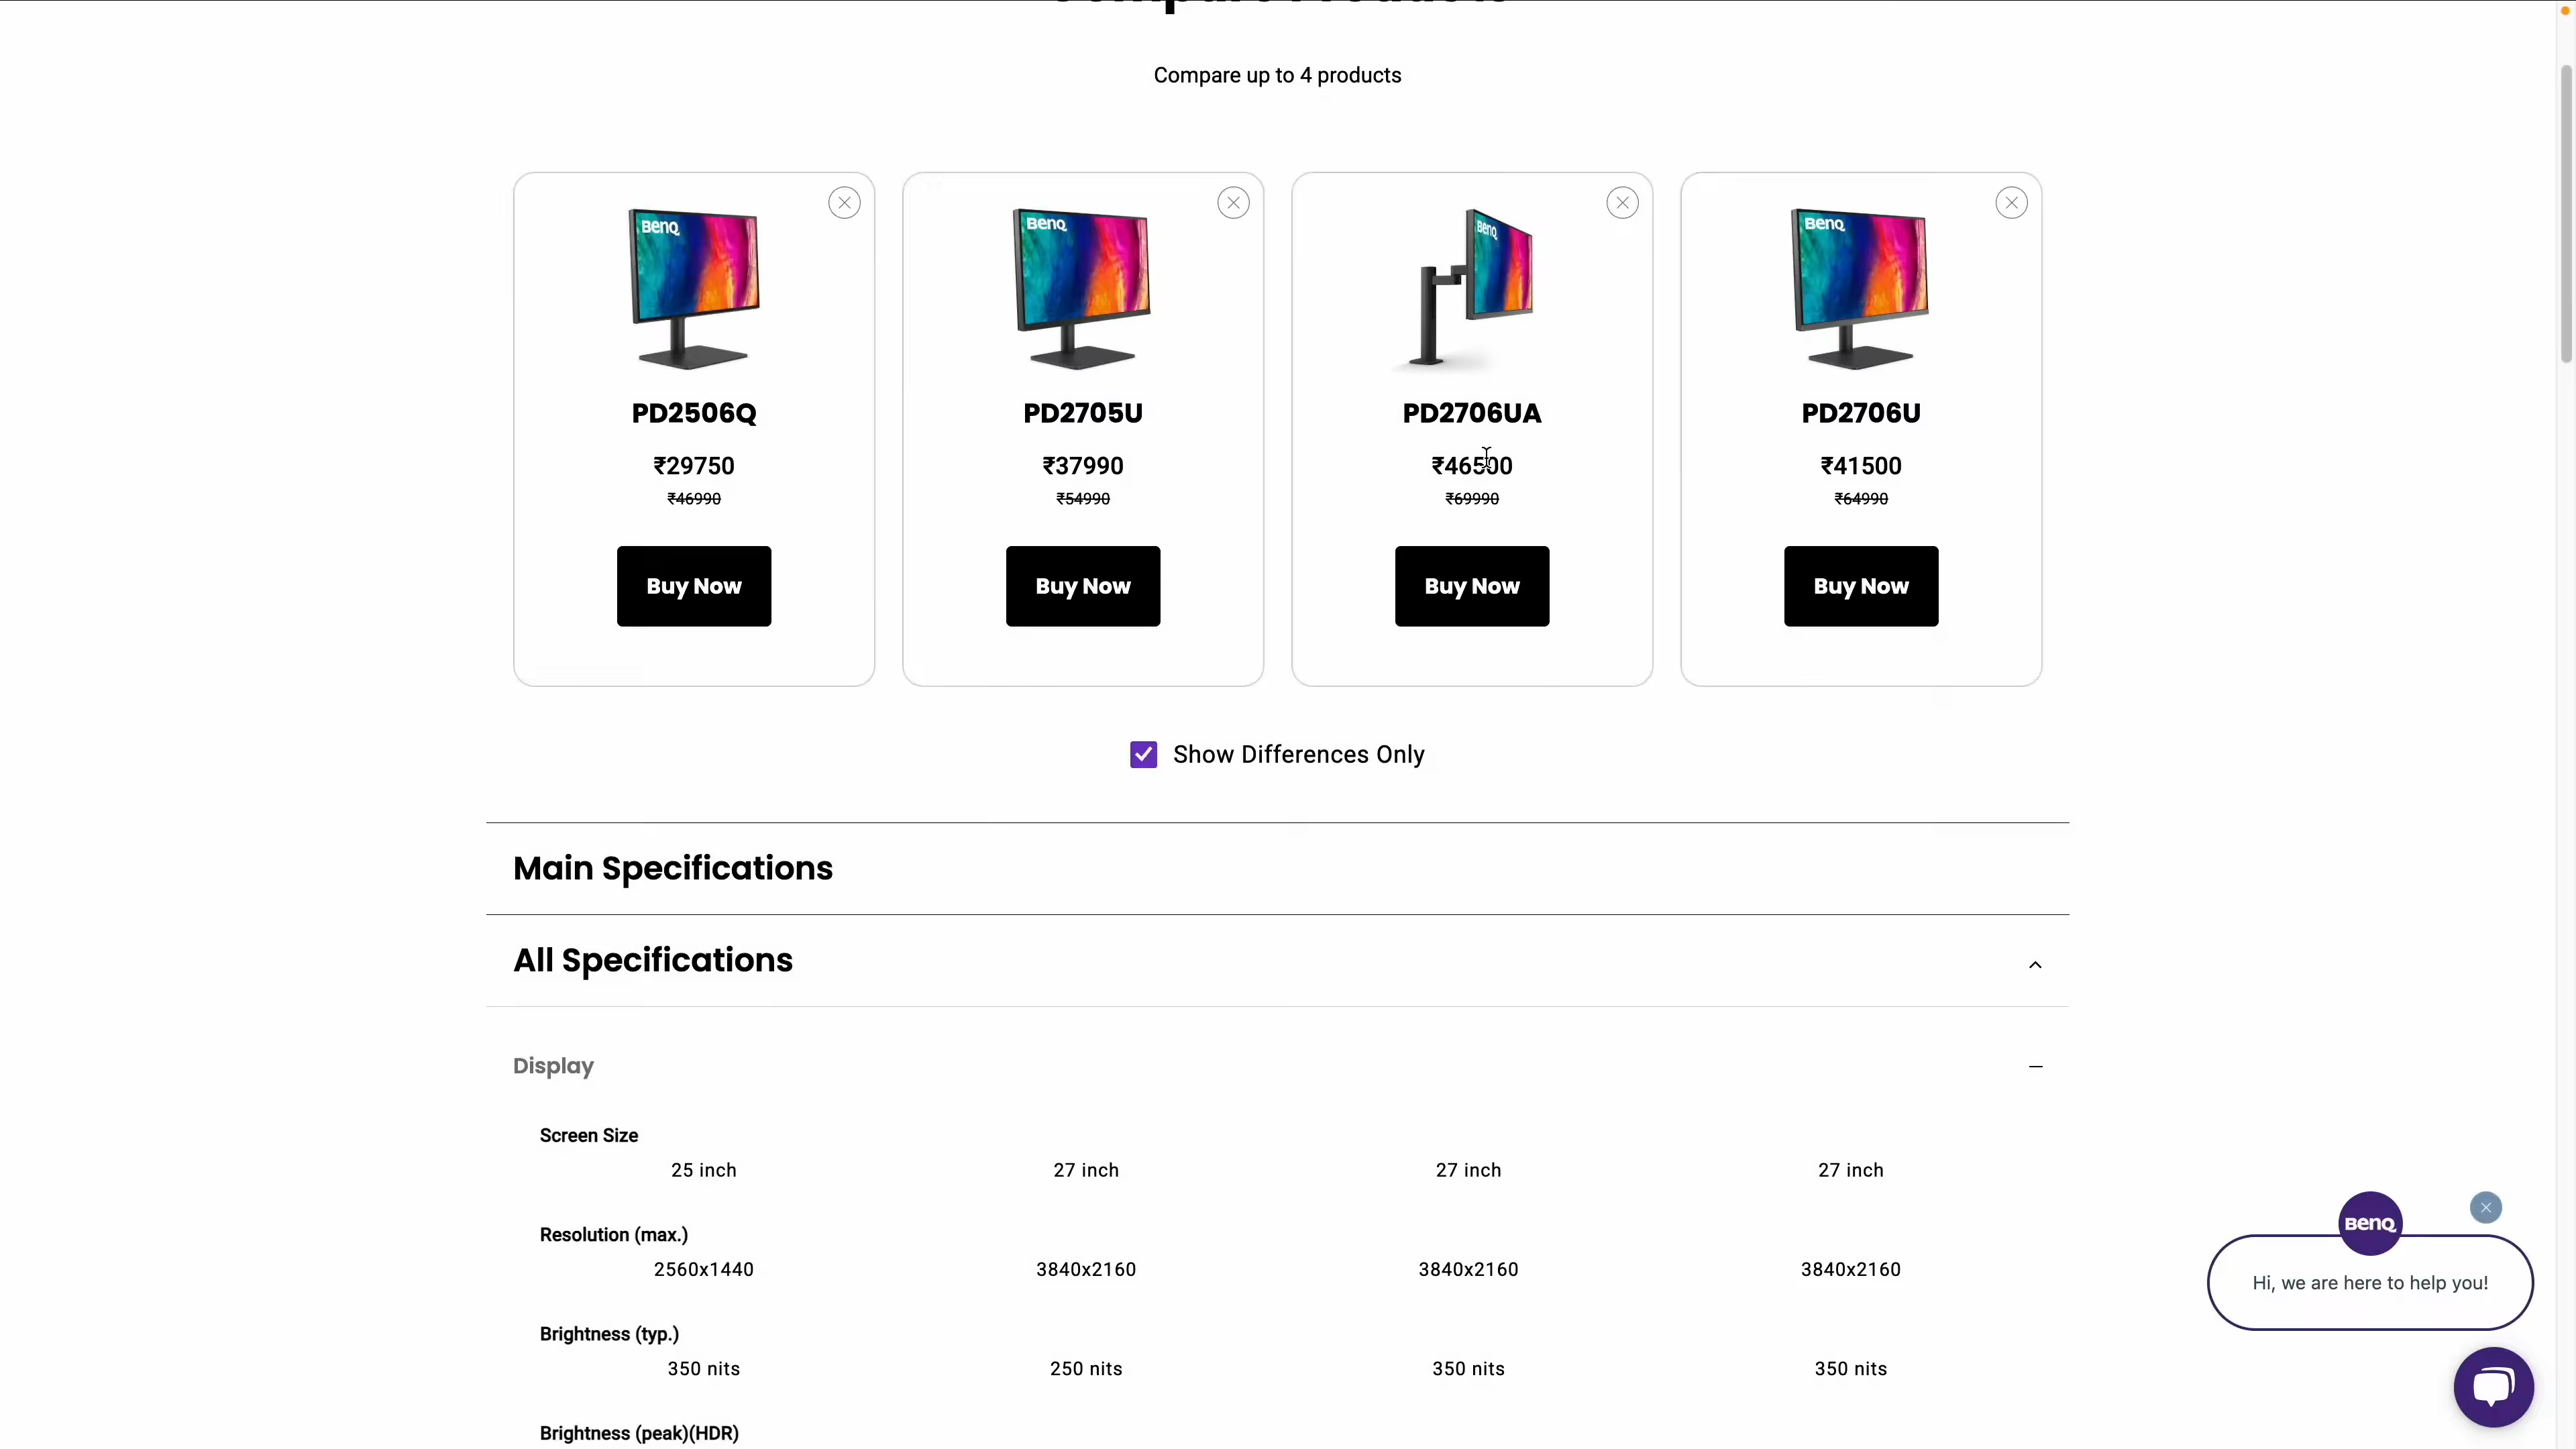 Compare Products
Compare up to 4 products
BenQ
BenQ
BenQ
BenQ
PD2506Q
PD2705U
PD2706UA
PD2706U
₹29750
₹37990
₹46500
₹41500
₹46990
₹54990
₹69990
₹64990
Buy Now
Buy Now
Buy Now
Buy Now
Show Differences Only
Main Specifications
All Specifications
Display
Screen Size
25 inch
27 inch
27 inch
27 inch
Resolution (max.)
2560x1440
3840x2160
3840x2160
3840x2160
Brightness (typ.)
350 nits
250 nits
350 nits
350 nits
Brightness (peak)(HDR)
BenQ
Hi, we are here to help you!